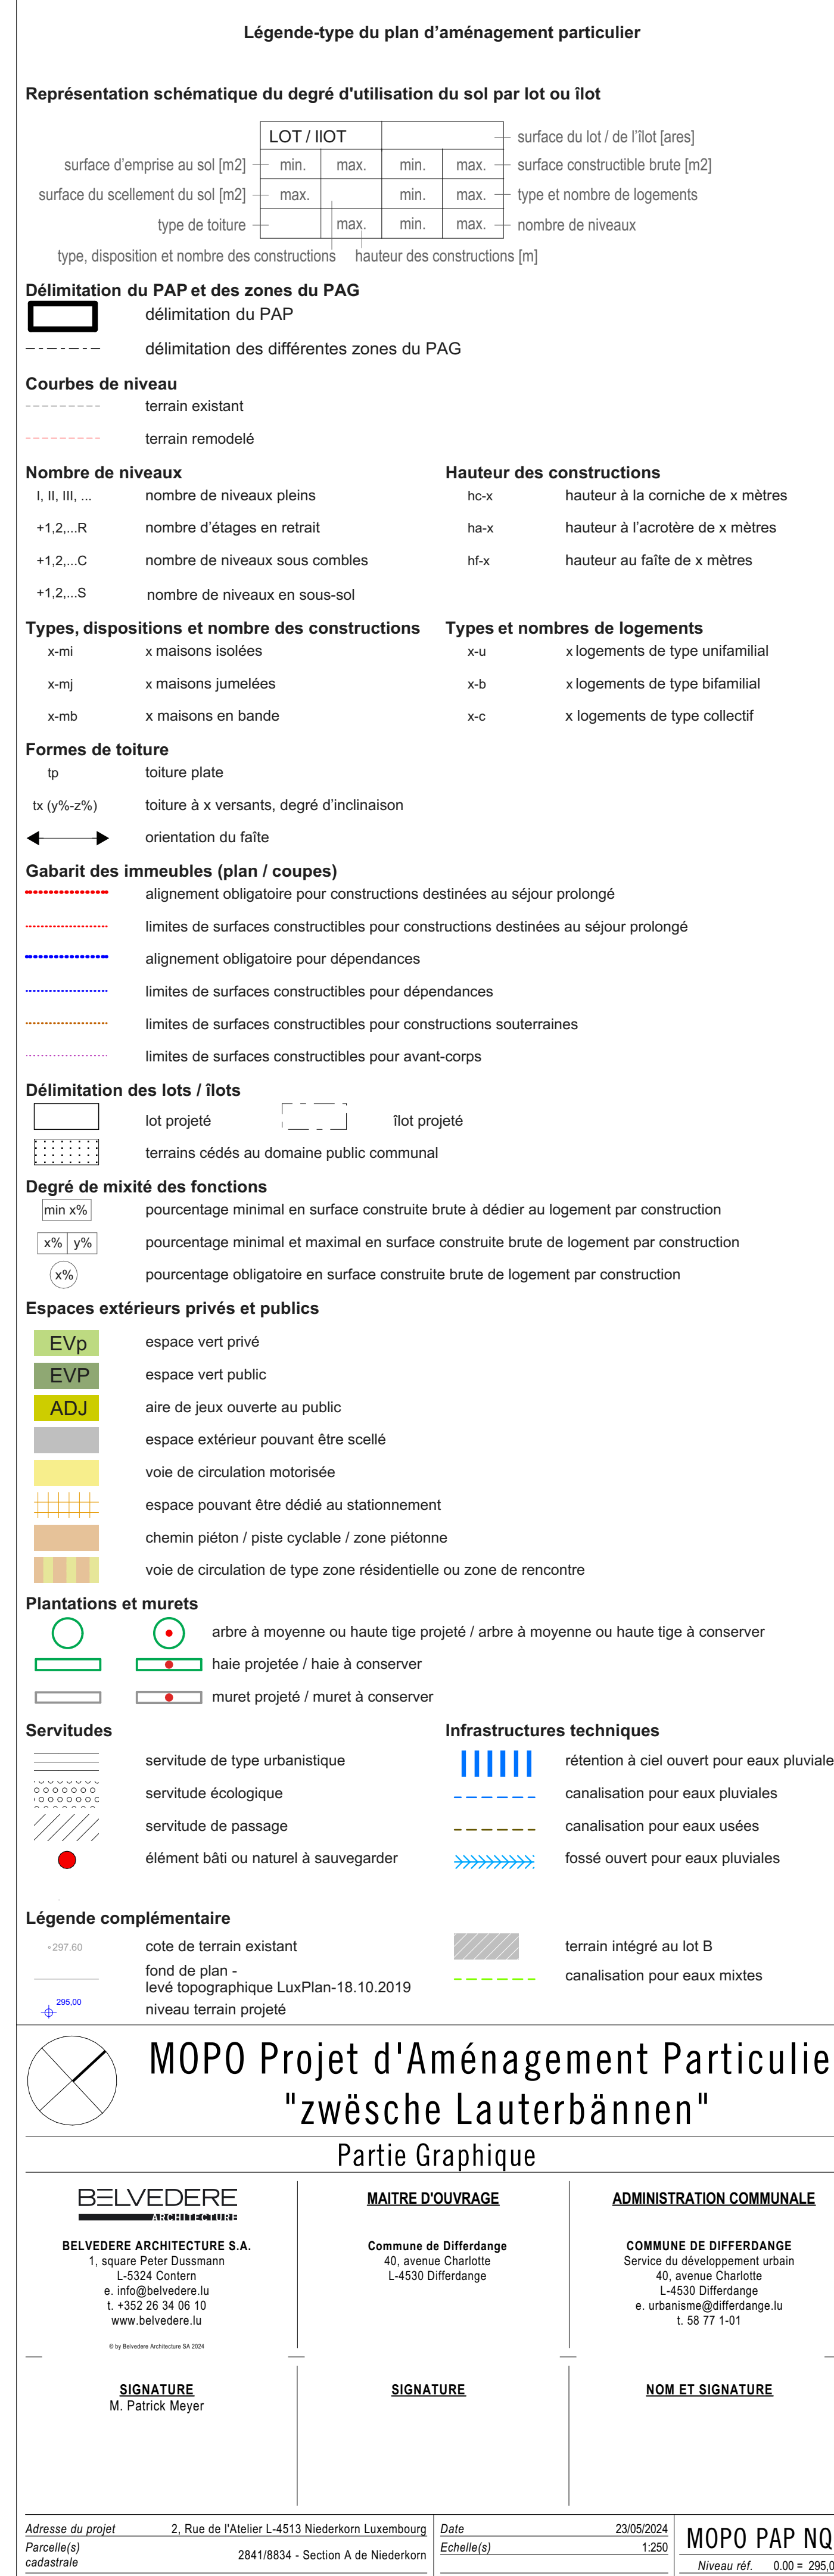 Légende-type du plan d'aménagement particulier
Représentation schématique du degré d'utilisation du sol par lot ou îlot
LOT / IIOT
surface du lot / de l'îlot [ares]
surface d'emprise au sol [m2] min. max. min. max. surface constructible brute [m2]
surface du scellement du sol [m2] max. min. max. type et nombre de logements
type de toiture max. min. max. nombre de niveaux
type, disposition et nombre des constructions hauteur des constructions [m]
Délimitation du PAP et des zones du PAG
délimitation du PAP
délimitation des différentes zones du PAG
Courbes de niveau
terrain existant
terrain remodelé
Nombre de niveaux
I, II, III, ... nombre de niveaux pleins
+1,2,...R nombre d'étages en retrait
+1,2,...C nombre de niveaux sous combles
+1,2,...S nombre de niveaux en sous-sol
Hauteur des constructions
hc-x hauteur à la corniche de x mètres
ha-x hauteur à l'acrotère de x mètres
hf-x hauteur au faîte de x mètres
Types, dispositions et nombre des constructions
x-mi x maisons isolées
x-mj x maisons jumelées
x-mb x maisons en bande
Types et nombres de logements
x-u x logements de type unifamilial
x-b x logements de type bifamilial
x-c x logements de type collectif
Formes de toiture
tp toiture plate
tx (y%-z%) toiture à x versants, degré d'inclinaison
orientation du faîte
Gabarit des immeubles (plan / coupes)
alignement obligatoire pour constructions destinées au séjour prolongé
limites de surfaces constructibles pour constructions destinées au séjour prolongé
alignement obligatoire pour dépendances
limites de surfaces constructibles pour dépendances
limites de surfaces constructibles pour constructions souterraines
limites de surfaces constructibles pour avant-corps
Délimitation des lots / îlots
lot projeté îlot projeté
terrains cédés au domaine public communal
Degré de mixité des fonctions
min x% pourcentage minimal en surface construite brute à dédier au logement par construction
x% y% pourcentage minimal et maximal en surface construite brute de logement par construction
x% pourcentage obligatoire en surface construite brute de logement par construction
Espaces extérieurs privés et publics
EVp espace vert privé
EVP espace vert public
ADJ aire de jeux ouverte au public
espace extérieur pouvant être scellé
voie de circulation motorisée
espace pouvant être dédié au stationnement
chemin piéton / piste cyclable / zone piétonne
voie de circulation de type zone résidentielle ou zone de rencontre
Plantations et murets
arbre à moyenne ou haute tige projeté / arbre à moyenne ou haute tige à conserver
haie projetée / haie à conserver
muret projeté / muret à conserver
Servitudes
servitude de type urbanistique
servitude écologique
servitude de passage
élément bâti ou naturel à sauvegarder
Infrastructures techniques
rétention à ciel ouvert pour eaux pluviale
canalisation pour eaux pluviales
canalisation pour eaux usées
fossé ouvert pour eaux pluviales
Légende complémentaire
297.60 cote de terrain existant
fond de plan -
levé topographique LuxPlan-18.10.2019
295,00 niveau terrain projeté
terrain intégré au lot B
canalisation pour eaux mixtes
MOPO Projet d'Aménagement Particulie
"zwësche Lauterbännen"
Partie Graphique
BELVEDERE
ARCHITECTURE
BELVEDERE ARCHITECTURE S.A.
1, square Peter Dussmann
L-5324 Contern
e. info@belvedere.lu
t. +352 26 34 06 10
www.belvedere.lu
© by Belvedere Architecture SA 2024
MAITRE D'OUVRAGE
Commune de Differdange
40, avenue Charlotte
L-4530 Differdange
ADMINISTRATION COMMUNALE
COMMUNE DE DIFFERDANGE
Service du développement urbain
40, avenue Charlotte
L-4530 Differdange
e. urbanisme@differdange.lu
t. 58 77 1-01
SIGNATURE
M. Patrick Meyer
SIGNATURE
NOM ET SIGNATURE
Adresse du projet 2, Rue de l'Atelier L-4513 Niederkorn Luxembourg
Parcelle(s)
cadastrale 2841/8834 - Section A de Niederkorn
Date 23/05/2024
Echelle(s) 1:250
MOPO PAP NQ
Niveau réf. 0.00 = 295,0